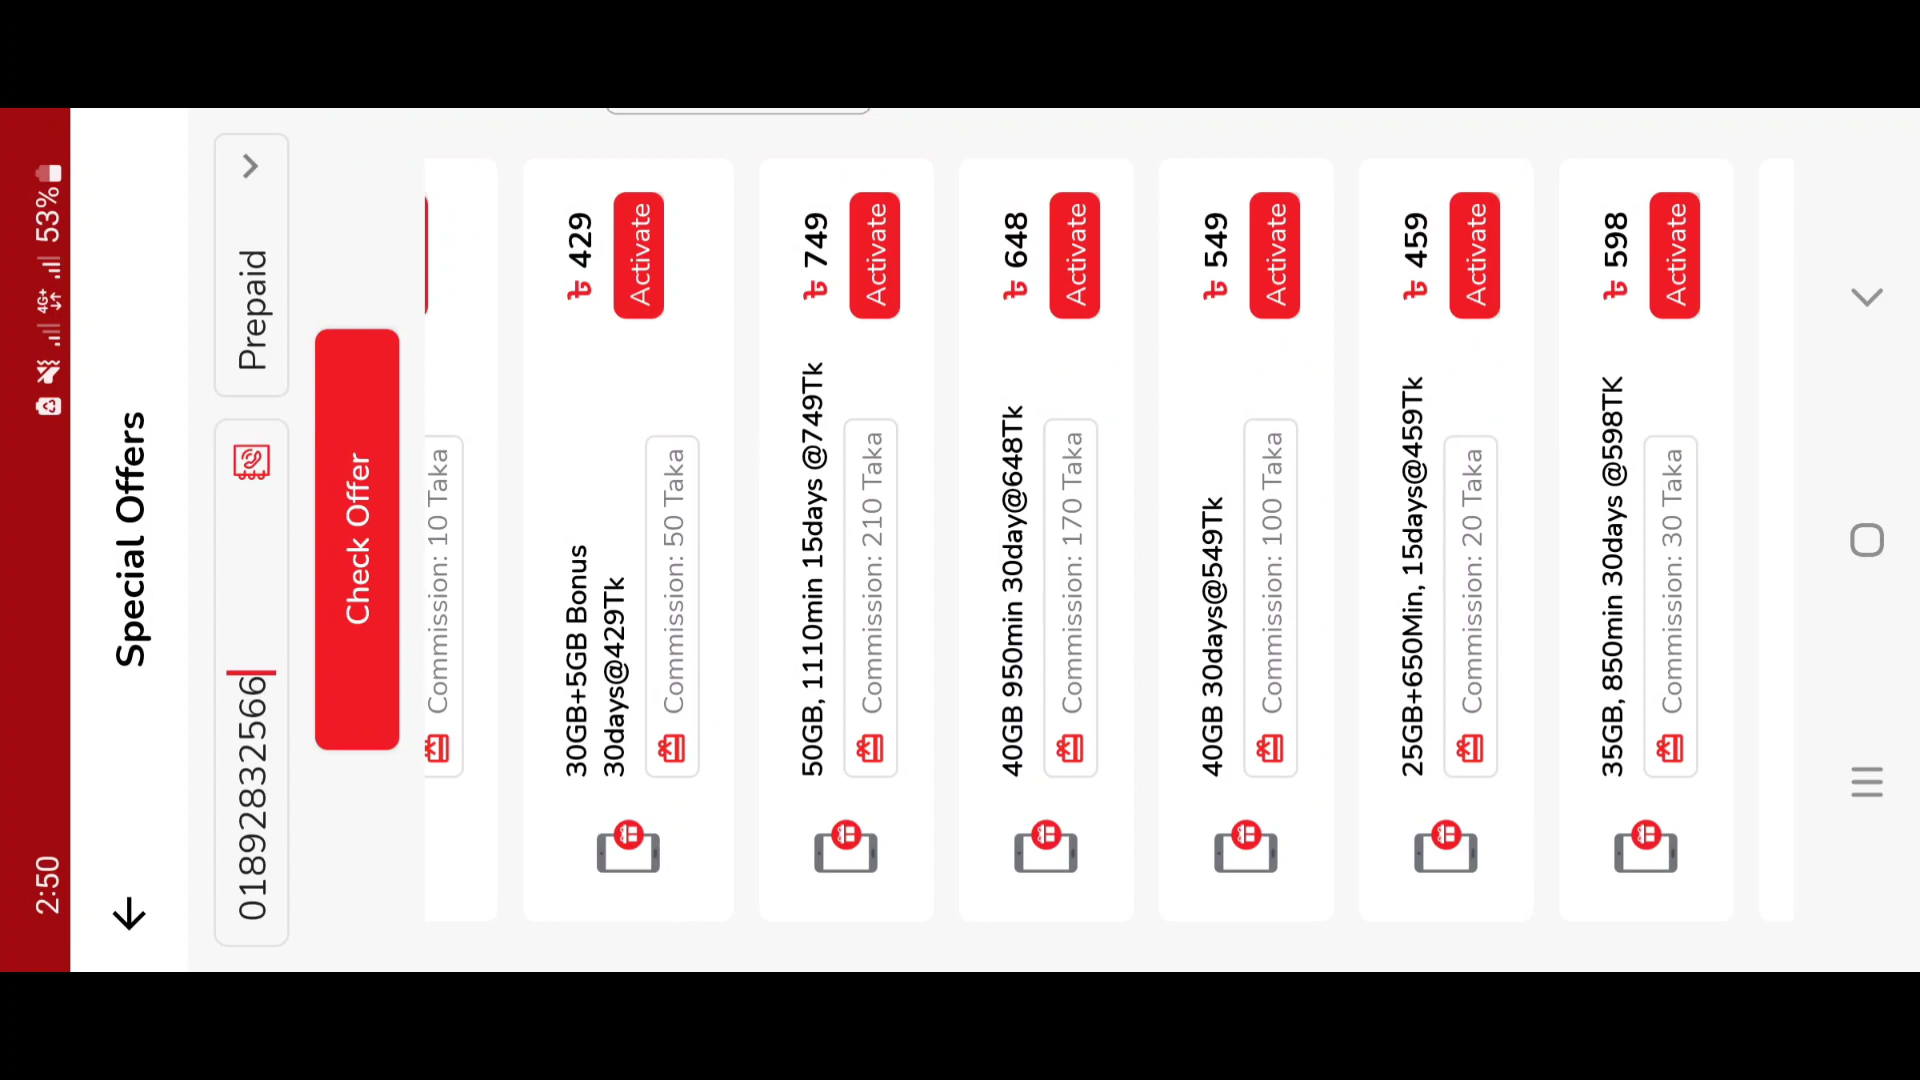 2:50
4G+
53%
Special Offers
01892832566
Prepaid
Check Offer
Commission: 10 Taka
30GB+5GB Bonus
30days@429Tk
৳ 429
Commission: 50 Taka
Activate
50GB, 1110min 15days @749Tk
৳ 749
Commission: 210 Taka
Activate
40GB 950min 30day@648Tk
৳ 648
Commission: 170 Taka
Activate
40GB 30days@549Tk
৳ 549
Commission: 100 Taka
Activate
25GB+650Min, 15days@459Tk
৳ 459
Commission: 20 Taka
Activate
35GB, 850min 30days @598TK
৳ 598
Commission: 30 Taka
Activate